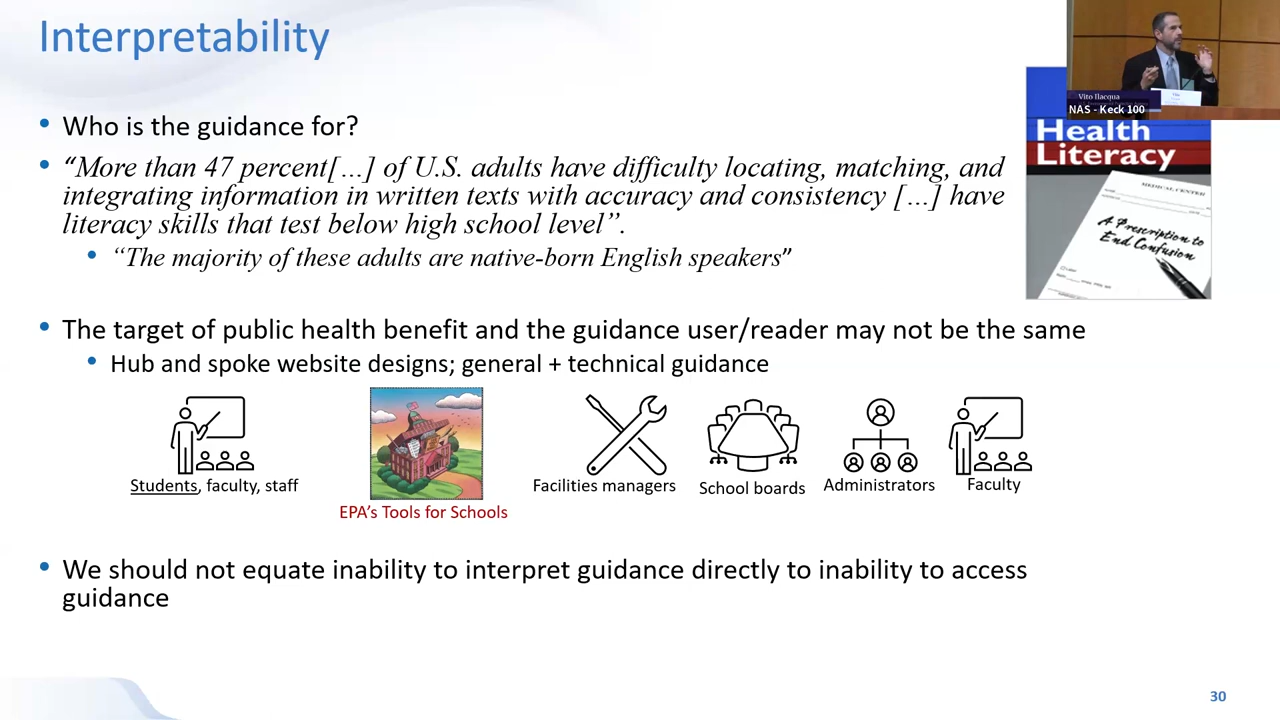 Interpretability
Vito Ilacqua
NAS - Keck 100
• Who is the guidance for?
• “More than 47 percent[…] of U.S. adults have difficulty locating, matching, and
integrating information in written texts with accuracy and consistency […] have
literacy skills that test below high school level”.
• “The majority of these adults are native-born English speakers”
Health
Literacy
MEDICAL CENTER
A Prescription to
End Confusion
• The target of public health benefit and the guidance user/reader may not be the same
• Hub and spoke website designs; general + technical guidance
Students, faculty, staff
EPA’s Tools for Schools
Facilities managers
School boards
Administrators
Faculty
• We should not equate inability to interpret guidance directly to inability to access
guidance
30